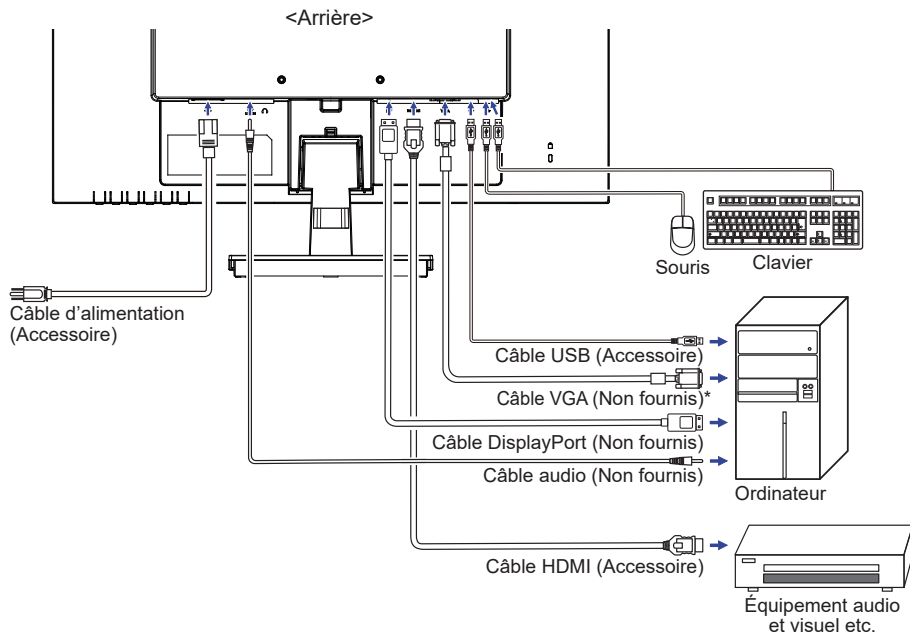 <Arrière>
Souris
Clavier
Câble d'alimentation
(Accessoire)
Câble USB (Accessoire)
Câble VGA (Non fournis)*
Câble DisplayPort (Non fournis)
Câble audio (Non fournis)
Ordinateur
Câble HDMI (Accessoire)
Équipement audio
et visuel etc.